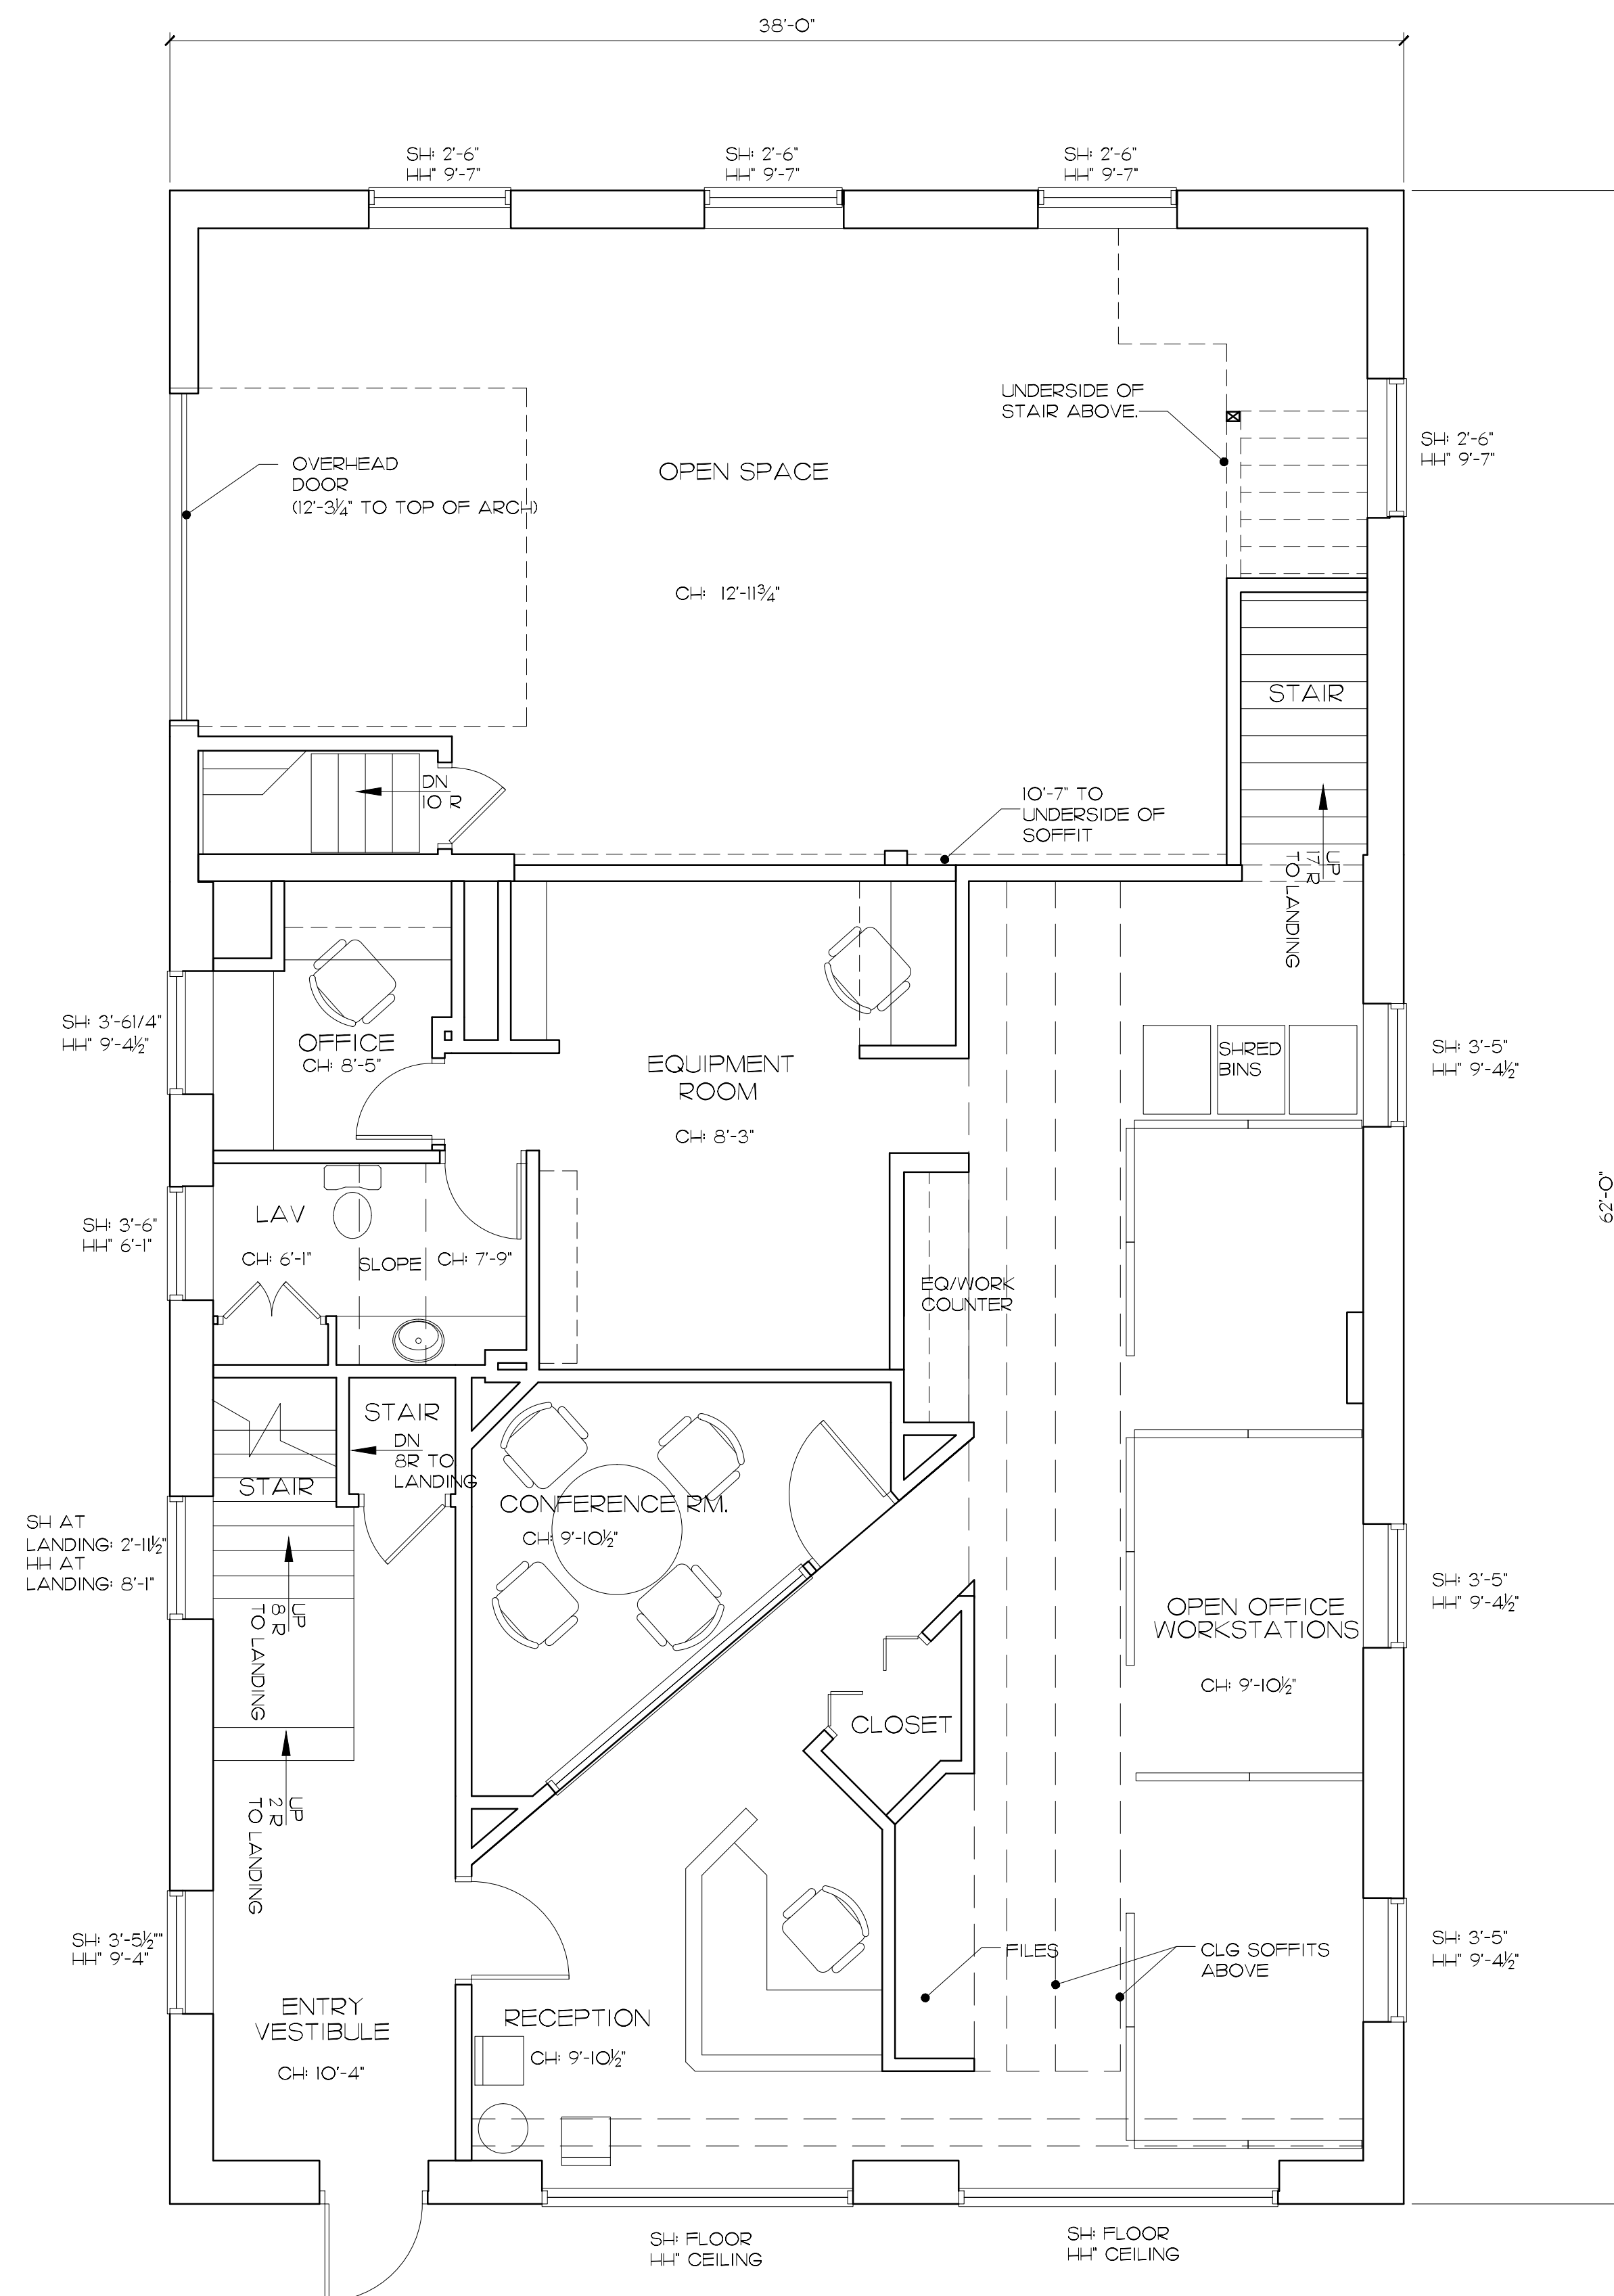 38'-0"
SH: 2'-6"
HH" 9'-7"
SH: 2'-6"
HH" 9'-7"
SH: 2'-6"
HH" 9'-7"
UNDERSIDE OF
STAIR ABOVE.
SH: 2'-6"
HH" 9'-7"
OVERHEAD
DOOR
(12'-3¼" TO TOP OF ARCH)
OPEN SPACE
CH: 12'-11¾"
STAIR
DN
10 R
10'-7" TO
UNDERSIDE OF
SOFFIT
UP
17 R
TO LANDING
SH: 3'-61/4"
HH" 9'-4½"
OFFICE
CH: 8'-5"
EQUIPMENT
ROOM
CH: 8'-3"
SHRED
BINS
SH: 3'-5"
HH" 9'-4½"
62'-0"
SH: 3'-6"
HH" 6'-1"
LAV
CH: 6'-1"
SLOPE
CH: 7'-9"
EQ/WORK
COUNTER
STAIR
DN
8R TO
LANDING
STAIR
CONFERENCE RM.
CH: 9'-10½"
SH AT
LANDING: 2'-11½"
HH AT
LANDING: 8'-1"
UP
8 R
TO LANDING
SH: 3'-5"
HH" 9'-4½"
OPEN OFFICE
WORKSTATIONS
CH: 9'-10½"
CLOSET
UP
2 R
TO LANDING
SH: 3'-5½""
HH" 9'-4"
FILES
CLG SOFFITS
ABOVE
SH: 3'-5"
HH" 9'-4½"
ENTRY
VESTIBULE
CH: 10'-4"
RECEPTION
CH: 9'-10½"
SH: FLOOR
HH" CEILING
SH: FLOOR
HH" CEILING